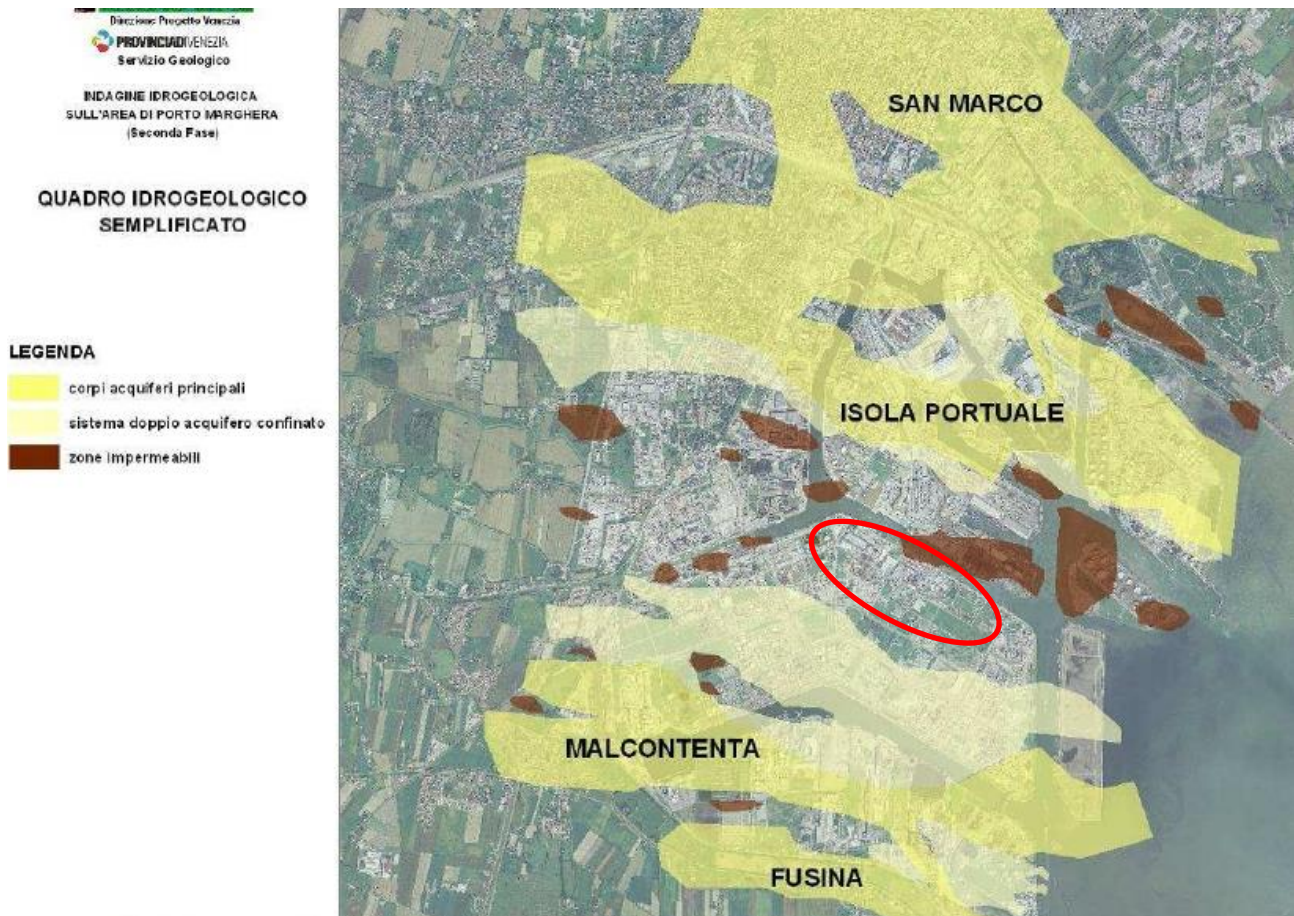 Direzione Progetto Venezia
PROVINCIADIVENEZIA
Servizio Geologico
INDAGINE IDROGEOLOGICA
SULL'AREA DI PORTO MARGHERA
(Seconda Fase)
QUADRO IDROGEOLOGICO
SEMPLIFICATO
LEGENDA
corpi acquiferi principali
sistema doppio acquifero confinato
zone impermeabili
SAN MARCO
ISOLA PORTUALE
MALCONTENTA
FUSINA